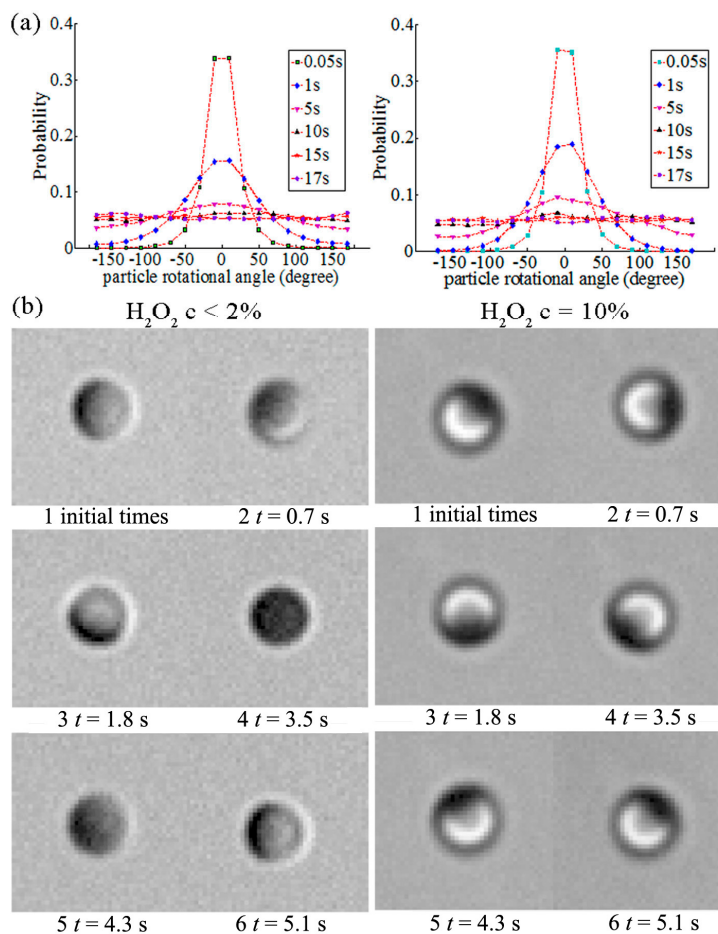 (a)
Probability
0.4
0.3
0.2
0.1
0
-150 -100 -50 0 50 100 150
particle rotational angle (degree)
0.05s
1s
5s
10s
15s
17s
Probability
0.4
0.3
0.2
0.1
0
-150 -100 -50 0 50 100 150
particle rotational angle (degree)
0.05s
1s
5s
10s
15s
17s
(b)
H₂O₂ c < 2%
H₂O₂ c = 10%
1 initial times
2 t = 0.7 s
1 initial times
2 t = 0.7 s
3 t = 1.8 s
4 t = 3.5 s
3 t = 1.8 s
4 t = 3.5 s
5 t = 4.3 s
6 t = 5.1 s
5 t = 4.3 s
6 t = 5.1 s